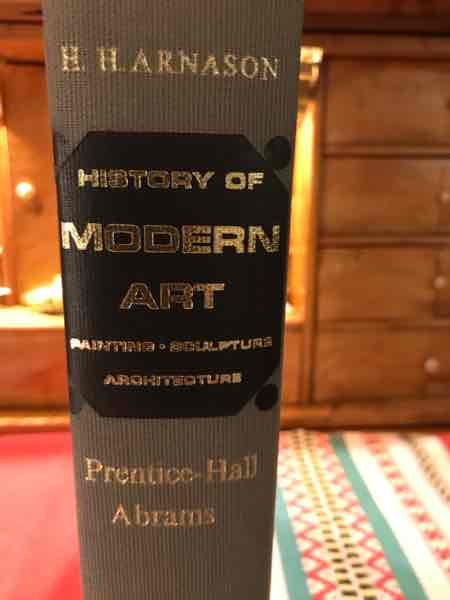 H. H. ARNASON
HISTORY OF
MODERN
ART
PAINTING • SCULPTURE
ARCHITECTURE
Prentice-Hall
Abrams